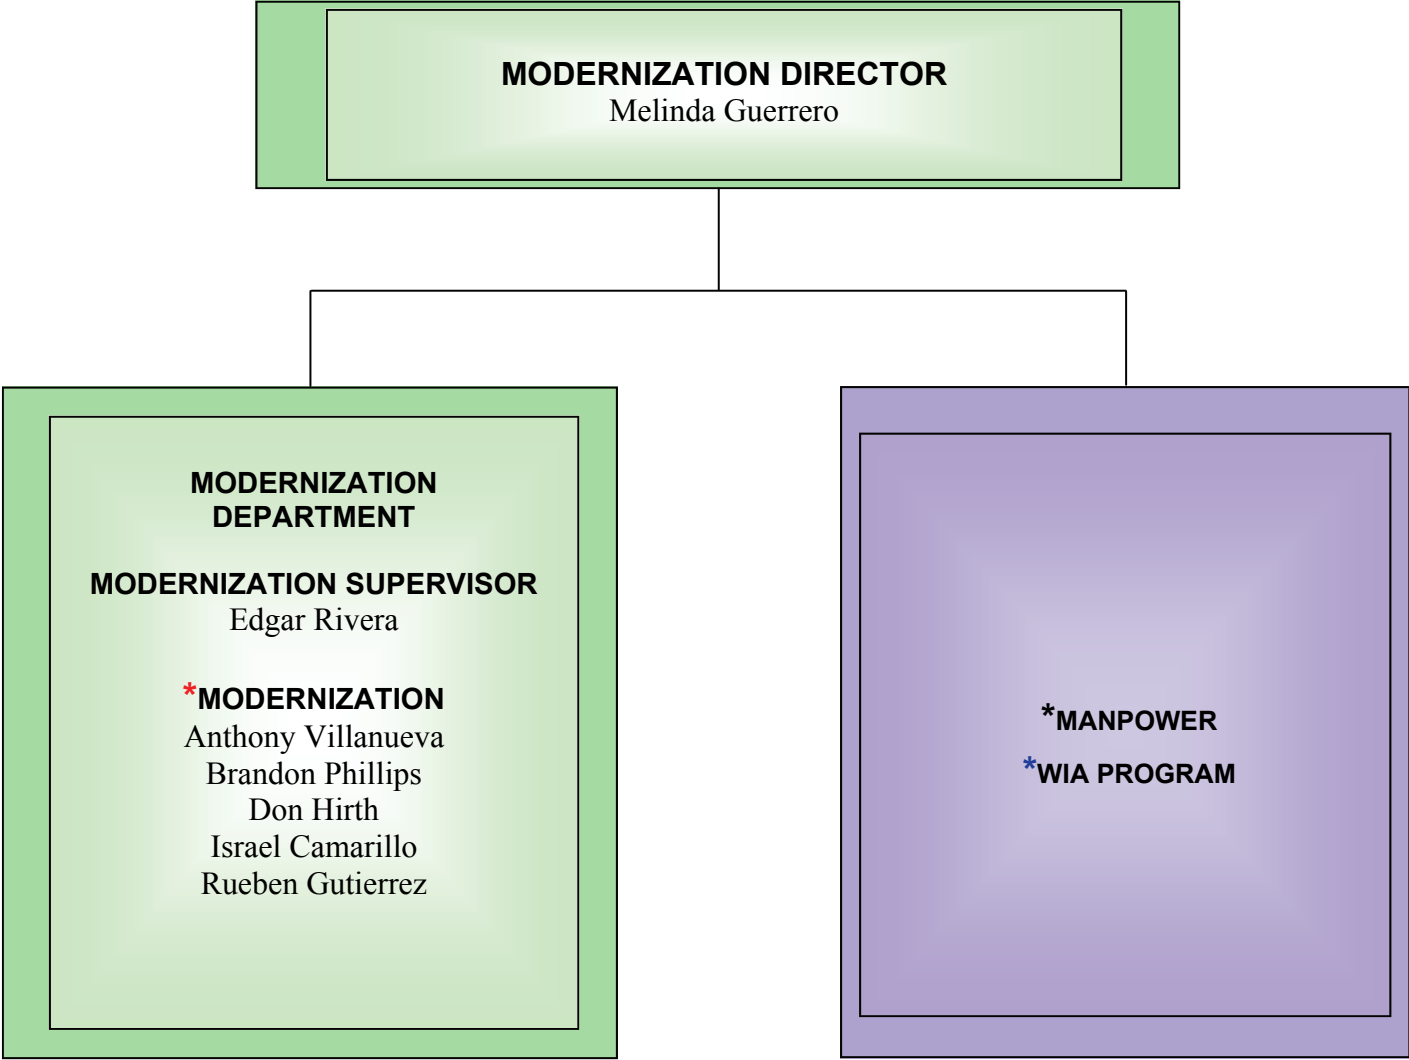 MODERNIZATION DIRECTOR
Melinda Guerrero
MODERNIZATION
DEPARTMENT
MODERNIZATION SUPERVISOR
Edgar Rivera
*MODERNIZATION
Anthony Villanueva
Brandon Phillips
Don Hirth
Israel Camarillo
Rueben Gutierrez
*MANPOWER
*WIA PROGRAM